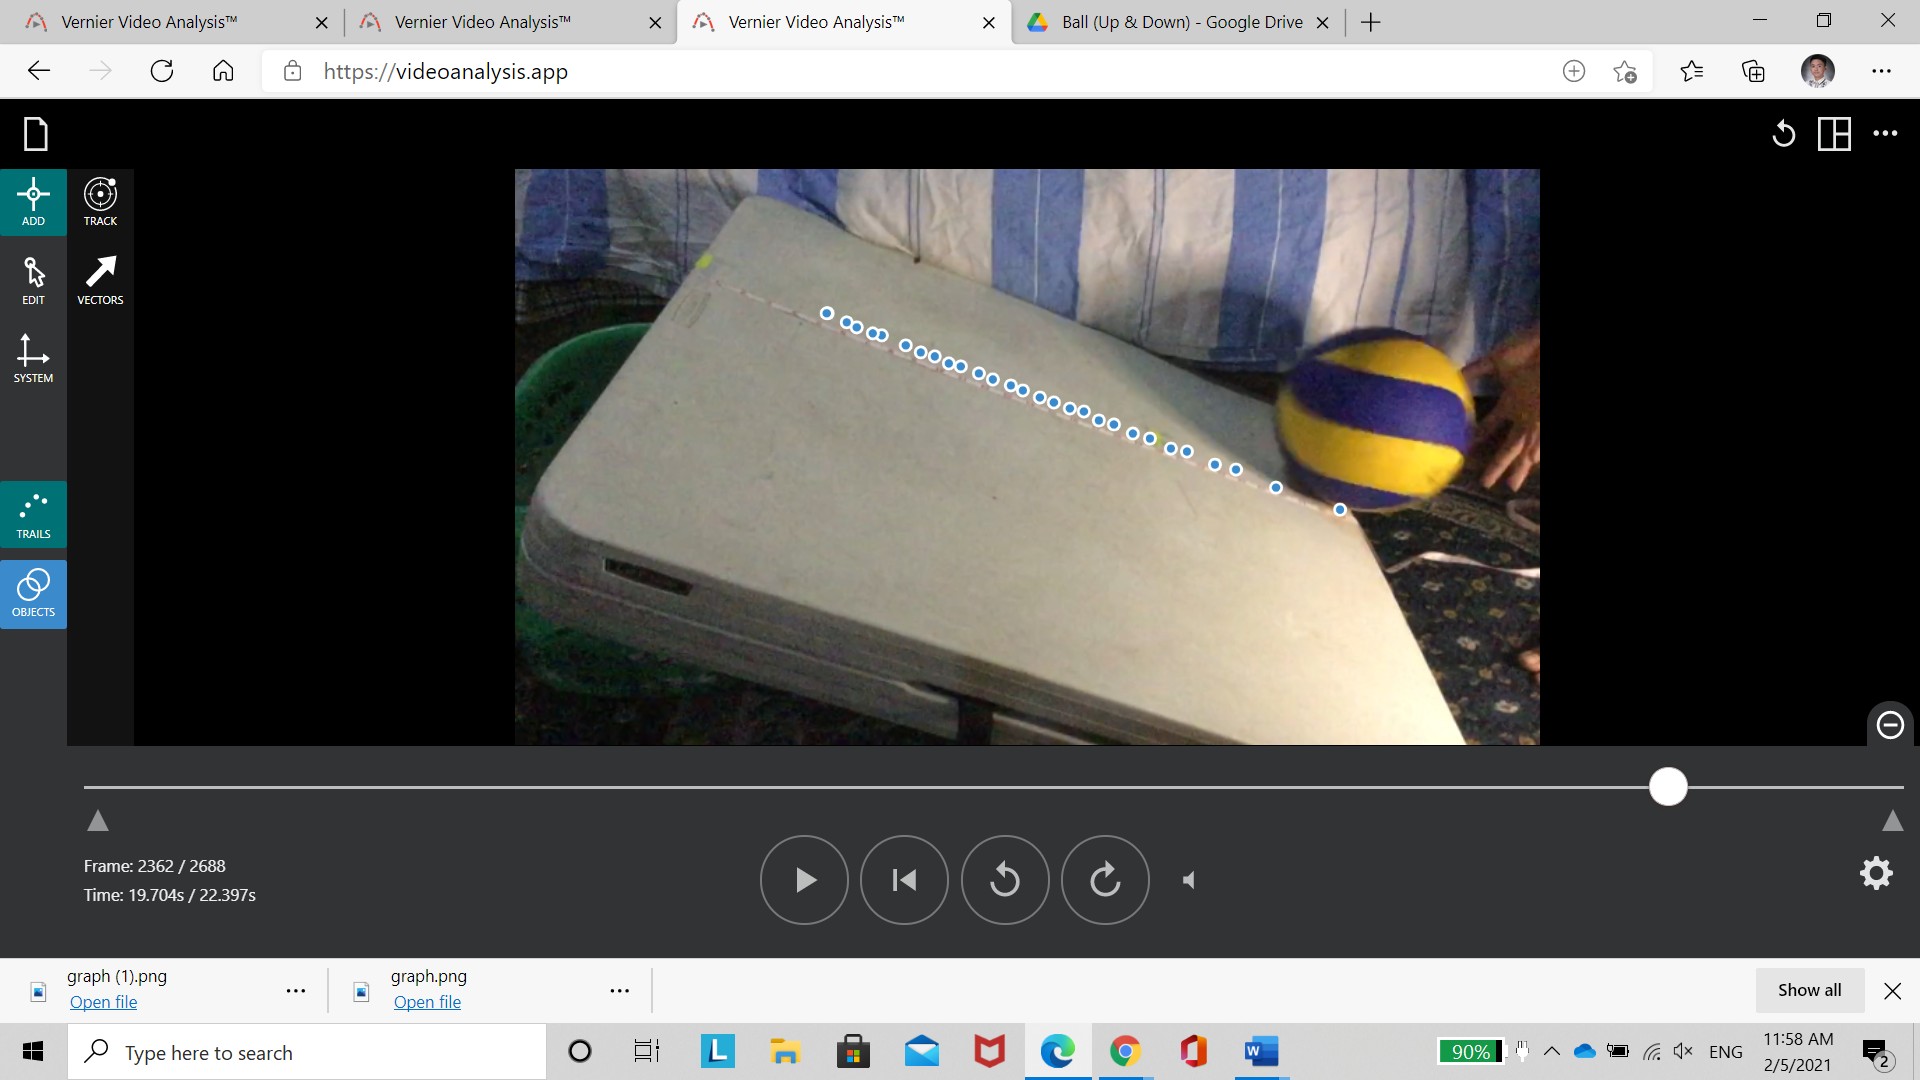 Vernier Video Analysis™
Vernier Video Analysis™
Vernier Video Analysis™
Ball (Up & Down) - Google Drive
https://videoanalysis.app
ADD
TRACK
EDIT
VECTORS
SYSTEM
TRAILS
OBJECTS
Frame: 2362 / 2688
Time: 19.704s / 22.397s
graph (1).png
Open file
graph.png
Open file
Show all
Type here to search
L
W
90%
ENG
11:58 AM
2/5/2021
2